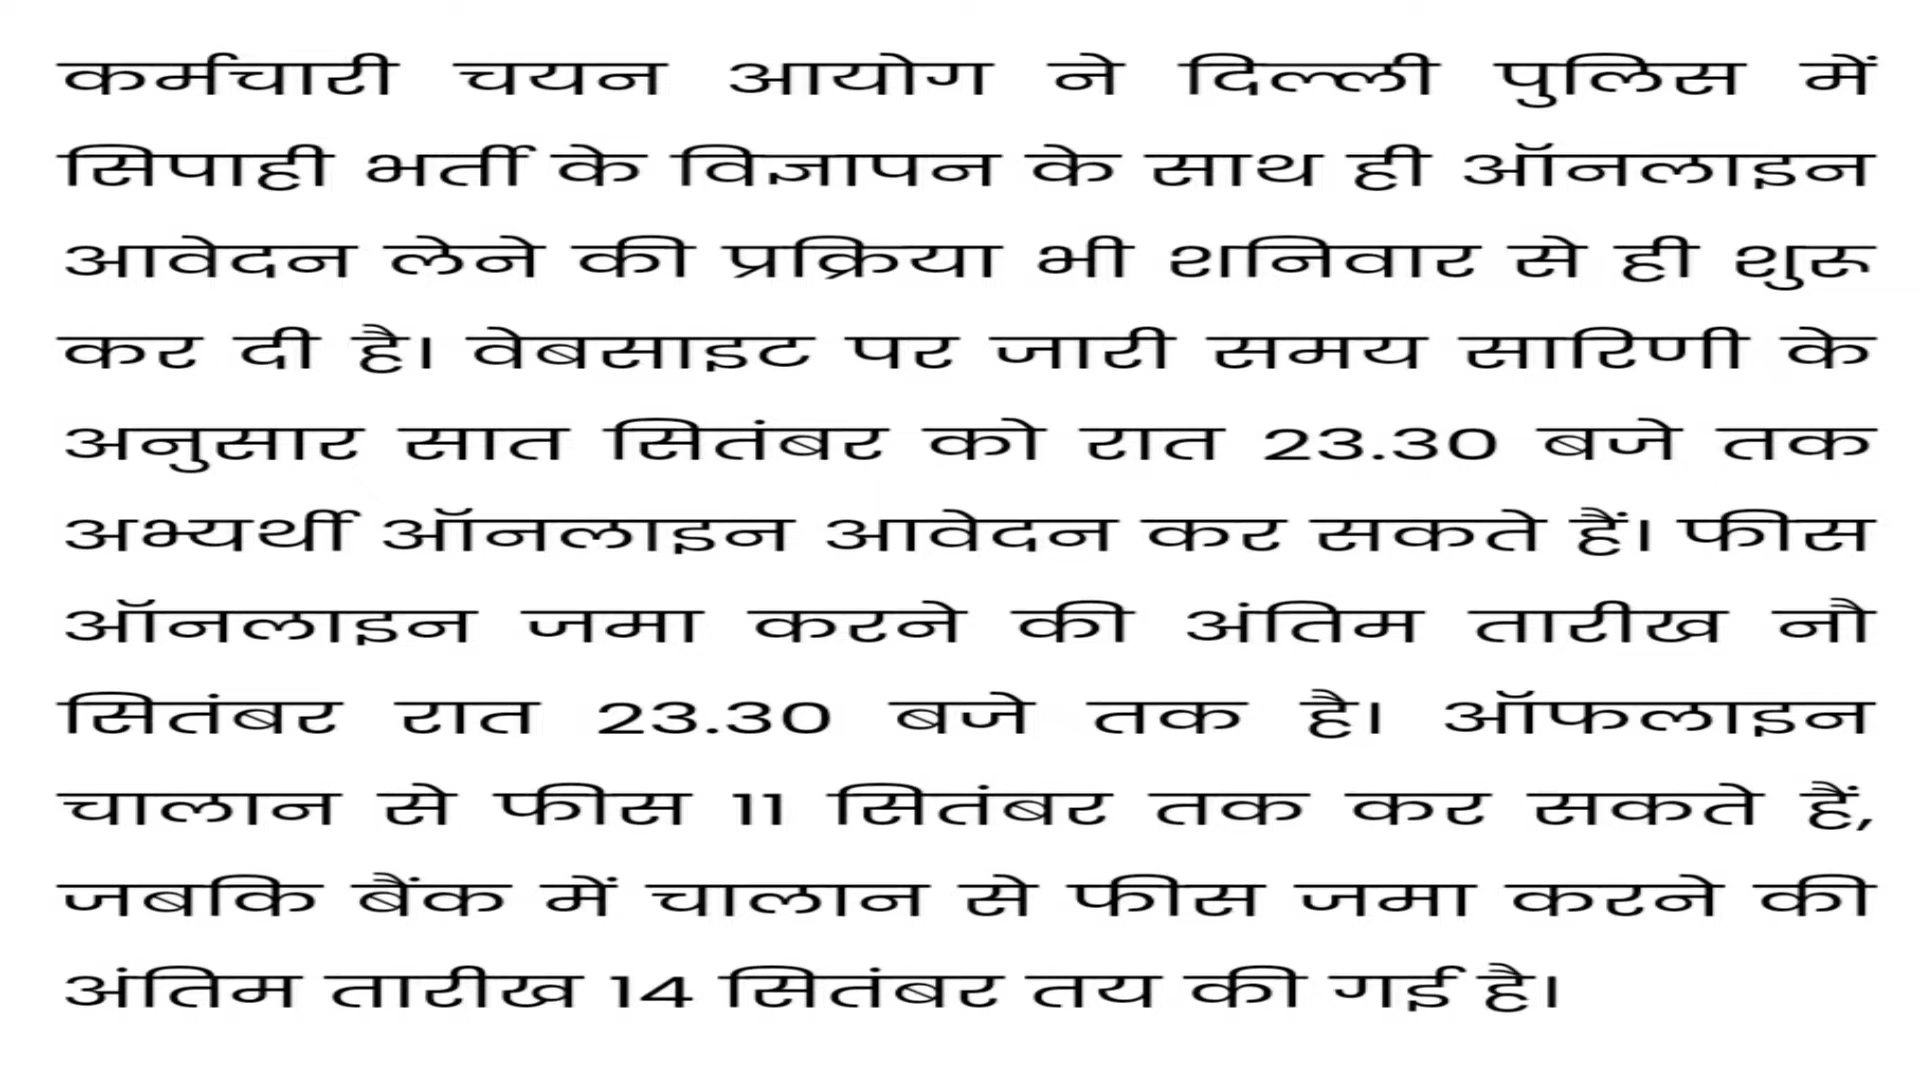 कर्मचारी चयन आयोग ने दिल्ली पुलिस में
सिपाही भर्ती के विज्ञापन के साथ ही ऑनलाइन
आवेदन लेने की प्रक्रिया भी शनिवार से ही शुरू
कर दी है। वेबसाइट पर जारी समय सारिणी के
अनुसार सात सितंबर को रात 23.30 बजे तक
अभ्यर्थी ऑनलाइन आवेदन कर सकते हैं। फीस
ऑनलाइन जमा करने की अंतिम तारीख नौ
सितंबर रात 23.30 बजे तक है। ऑफलाइन
चालान से फीस 11 सितंबर तक कर सकते हैं,
जबकि बैंक में चालान से फीस जमा करने की
अंतिम तारीख 14 सितंबर तय की गई है।